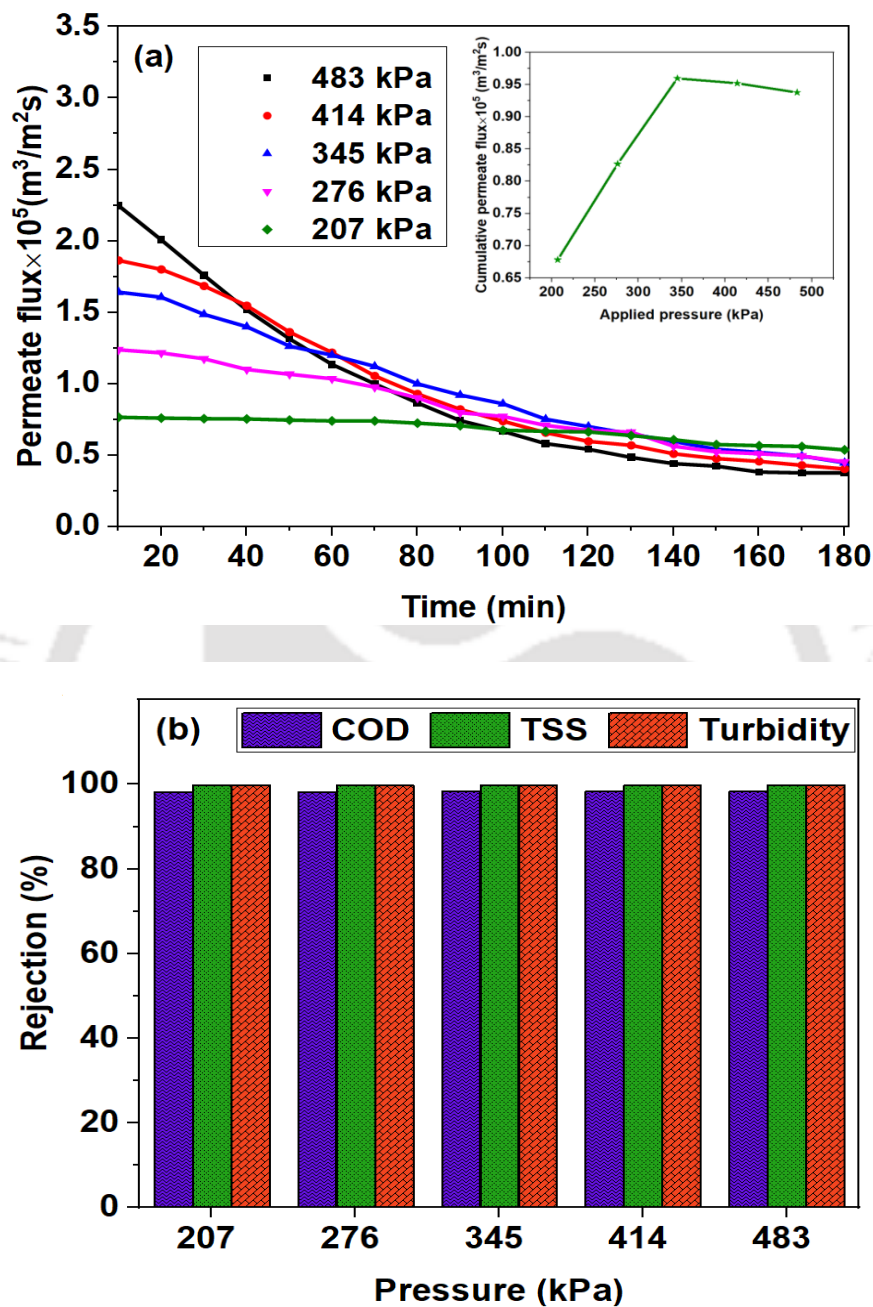 (a)
483 kPa
414 kPa
345 kPa
276 kPa
207 kPa
Permeate flux×10⁵(m³/m²s)
3.5
3.0
2.5
2.0
1.5
1.0
0.5
0.0
20 40 60 80 100 120 140 160 180
Time (min)
Cumulative permeate flux×10⁵ (m³/m²s)
1.00
0.95
0.90
0.85
0.80
0.75
0.70
0.65
200 250 300 350 400 450 500
Applied pressure (kPa)
(b)
COD TSS Turbidity
Rejection (%)
100
80
60
40
20
0
207 276 345 414 483
Pressure (kPa)